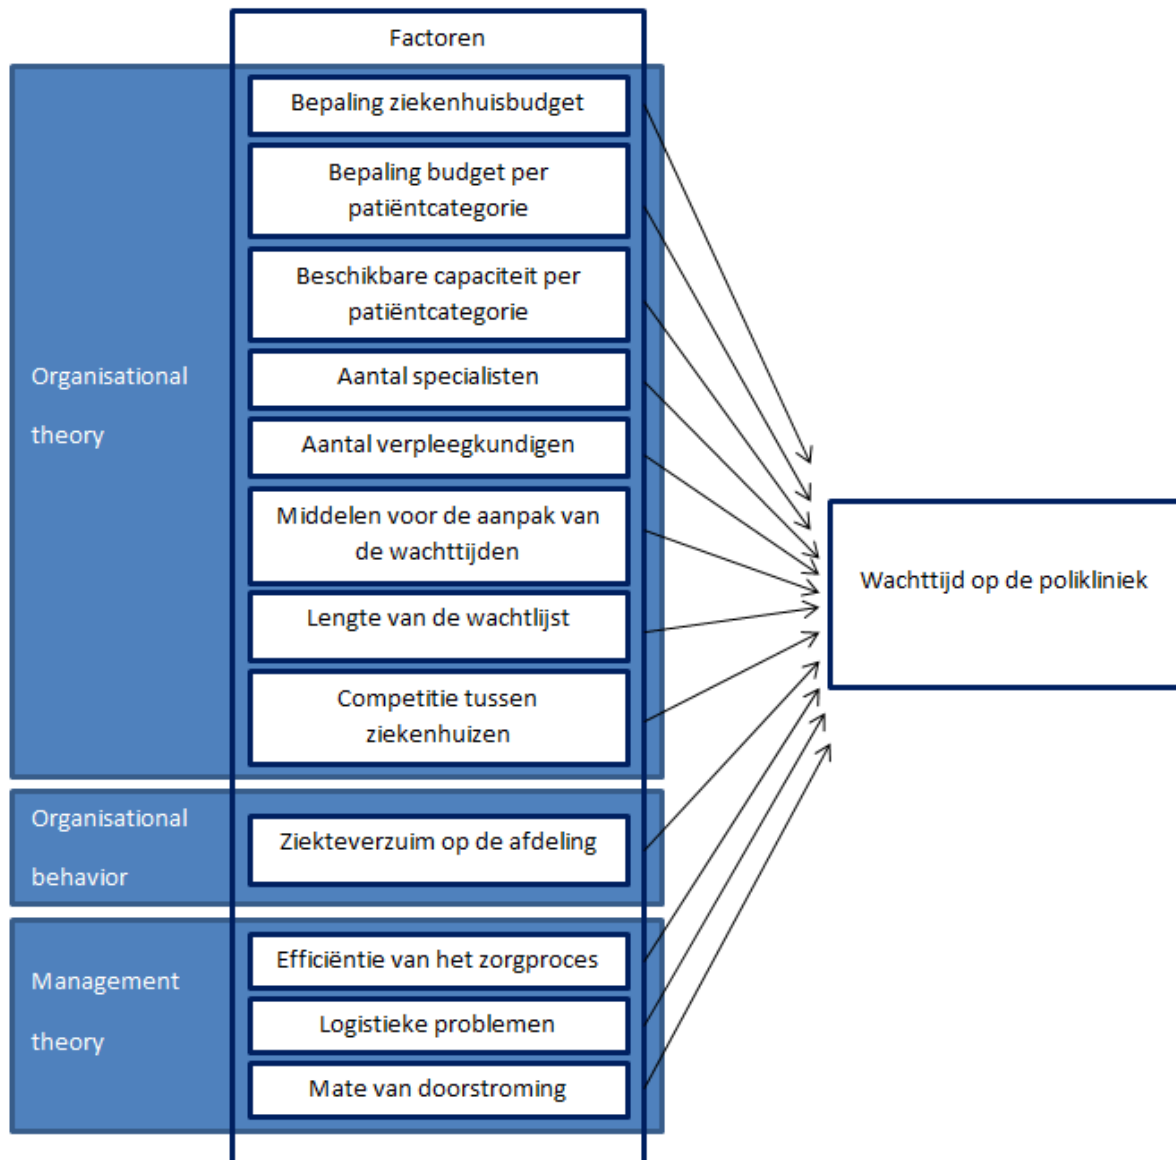 Factoren
Organisational
theory
Bepaling ziekenhuisbudget
Bepaling budget per
patiëntcategorie
Beschikbare capaciteit per
patiëntcategorie
Aantal specialisten
Aantal verpleegkundigen
Middelen voor de aanpak van
de wachttijden
Lengte van de wachtlijst
Competitie tussen
ziekenhuizen
Organisational
behavior
Ziekteverzuim op de afdeling
Management
theory
Efficiëntie van het zorgproces
Logistieke problemen
Mate van doorstroming
Wachttijd op de polikliniek